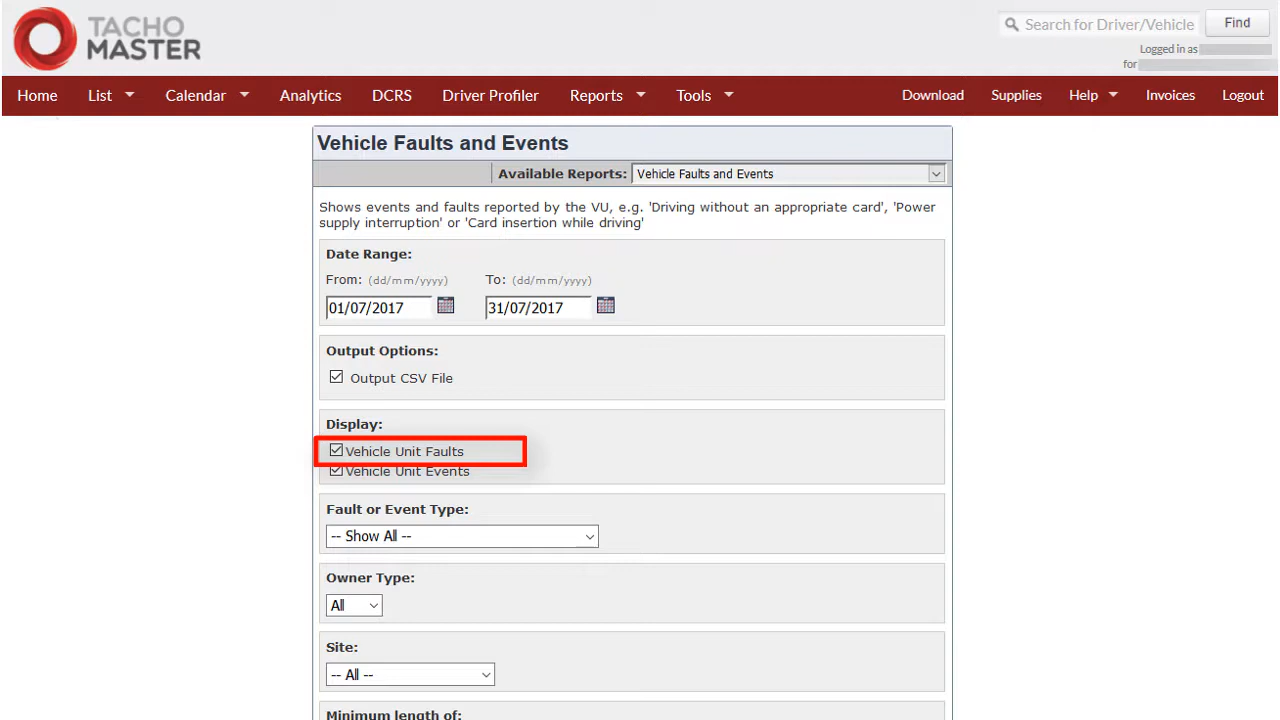 TACHO
MASTER
Search for Driver/Vehicle
Find
Logged in as
for
Home
List
Calendar
Analytics
DCRS
Driver Profiler
Reports
Tools
Download
Supplies
Help
Invoices
Logout
Vehicle Faults and Events
Available Reports: Vehicle Faults and Events
Shows events and faults reported by the VU, e.g. 'Driving without an appropriate card', 'Power
supply interruption' or 'Card insertion while driving'
Date Range:
From: (dd/mm/yyyy) To: (dd/mm/yyyy)
01/07/2017 31/07/2017
Output Options:
Output CSV File
Display:
Vehicle Unit Faults
Vehicle Unit Events
Fault or Event Type:
-- Show All --
Owner Type:
All
Site:
-- All --
Minimum length of: